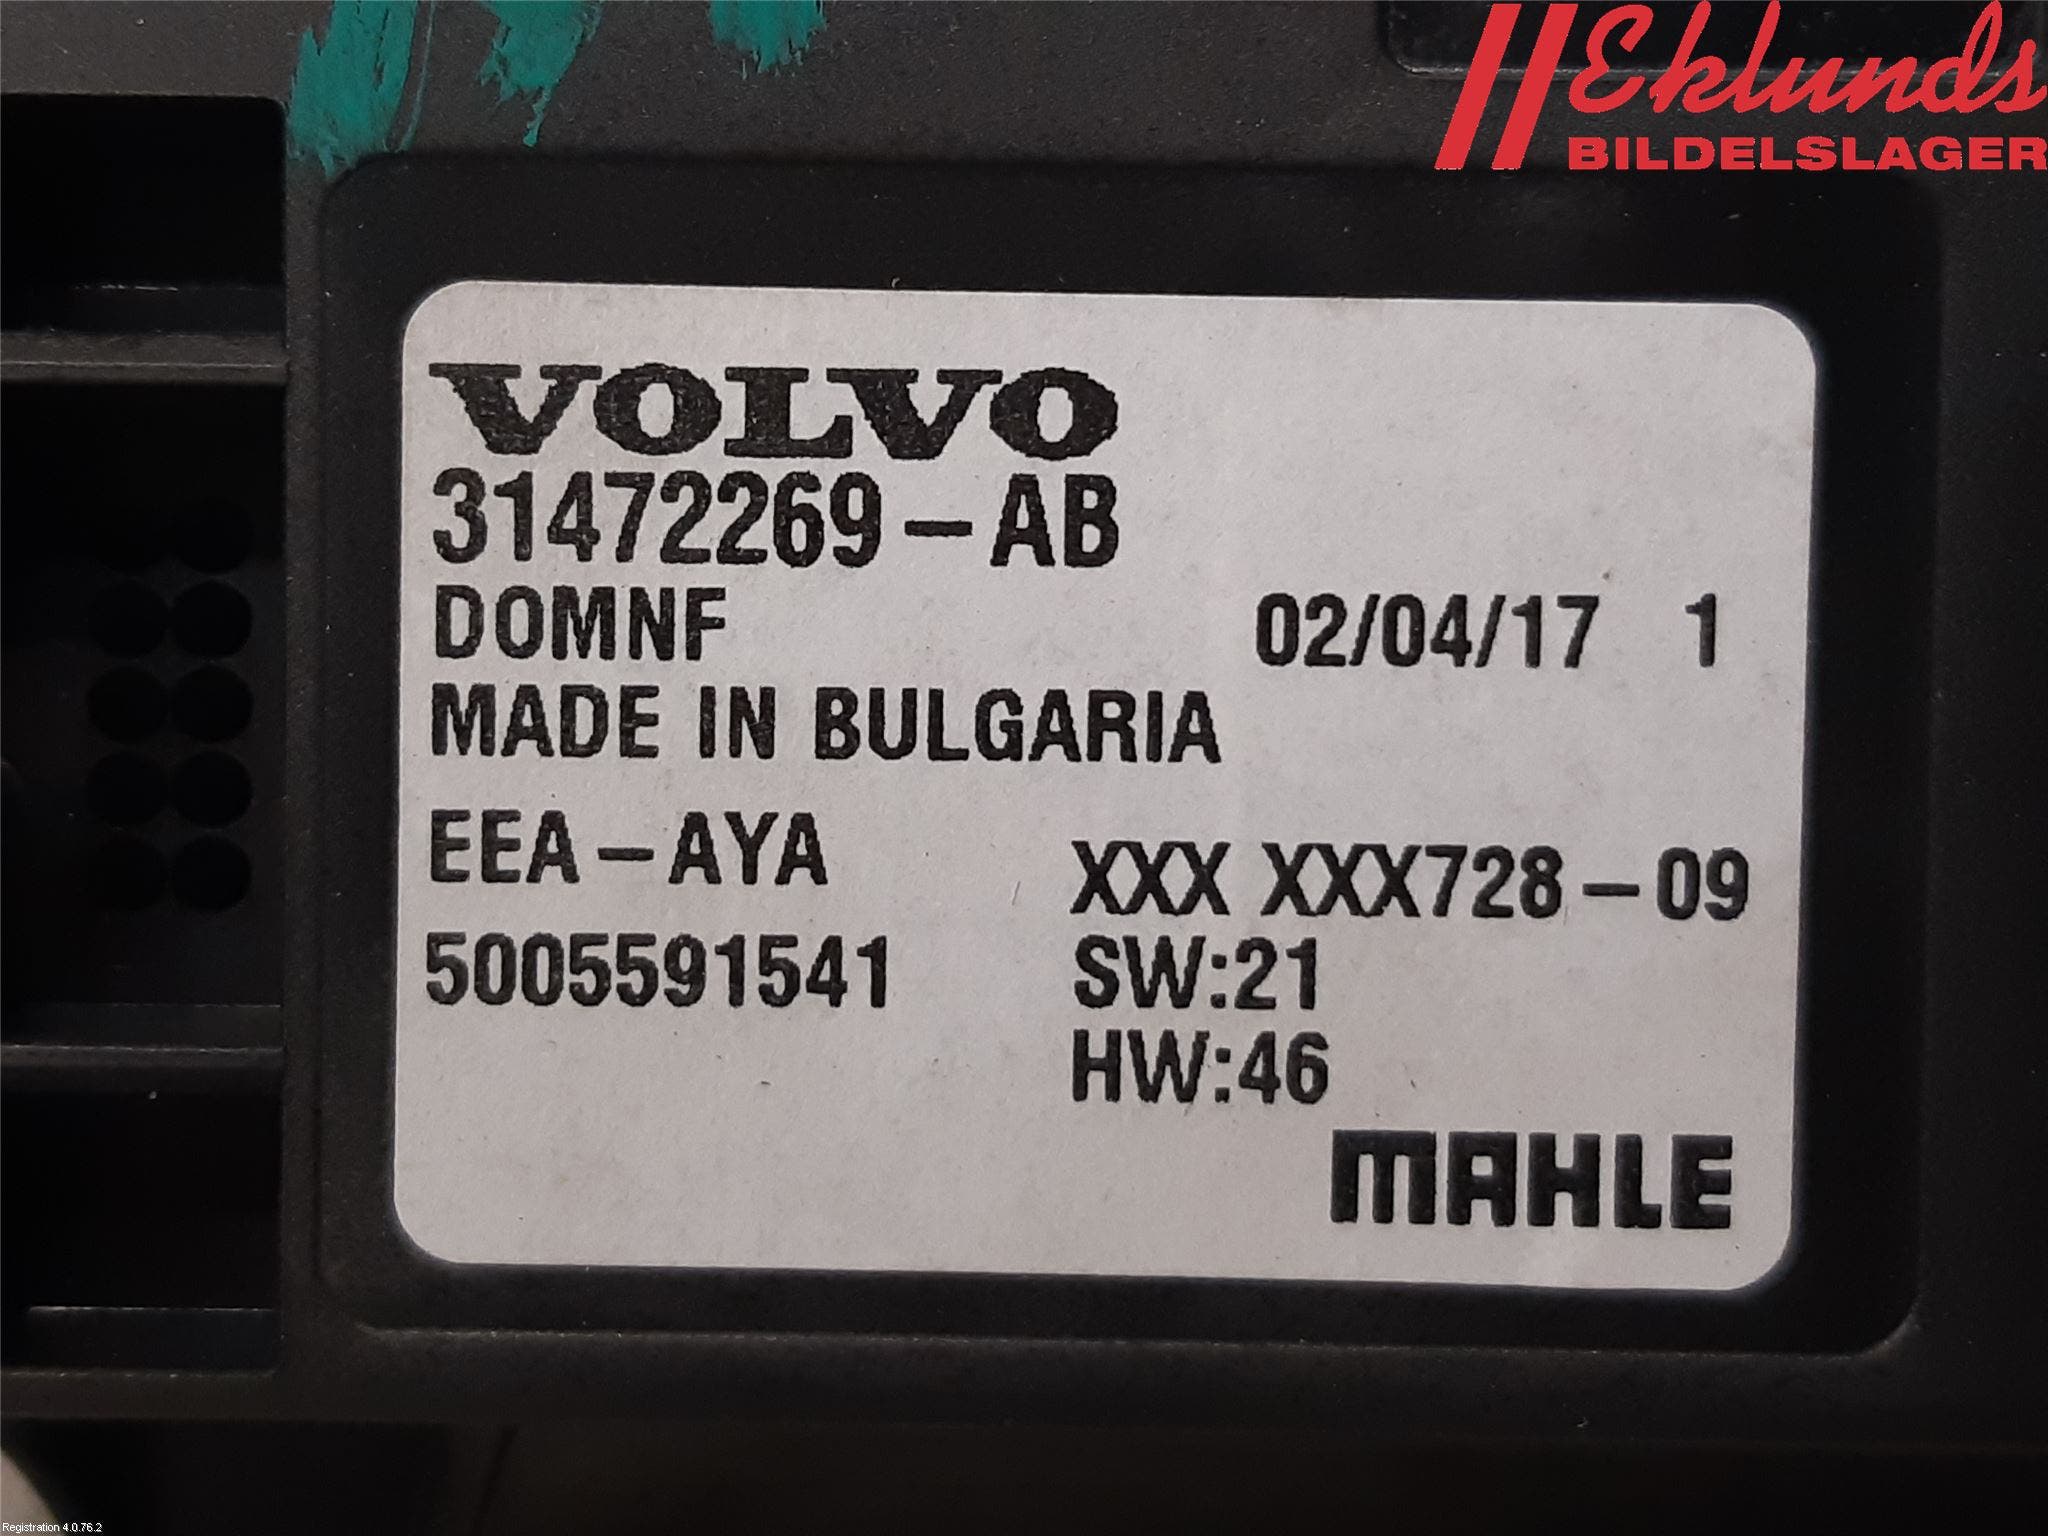 Eklunds
BILDELSLAGER
VOLVO
31472269-AB
DOMNF 02/04/17 1
MADE IN BULGARIA
EEA-AYA XXX XXX728-09
5005591541 SW:21
HW:46
MAHLE
Registration 4.0.76.2